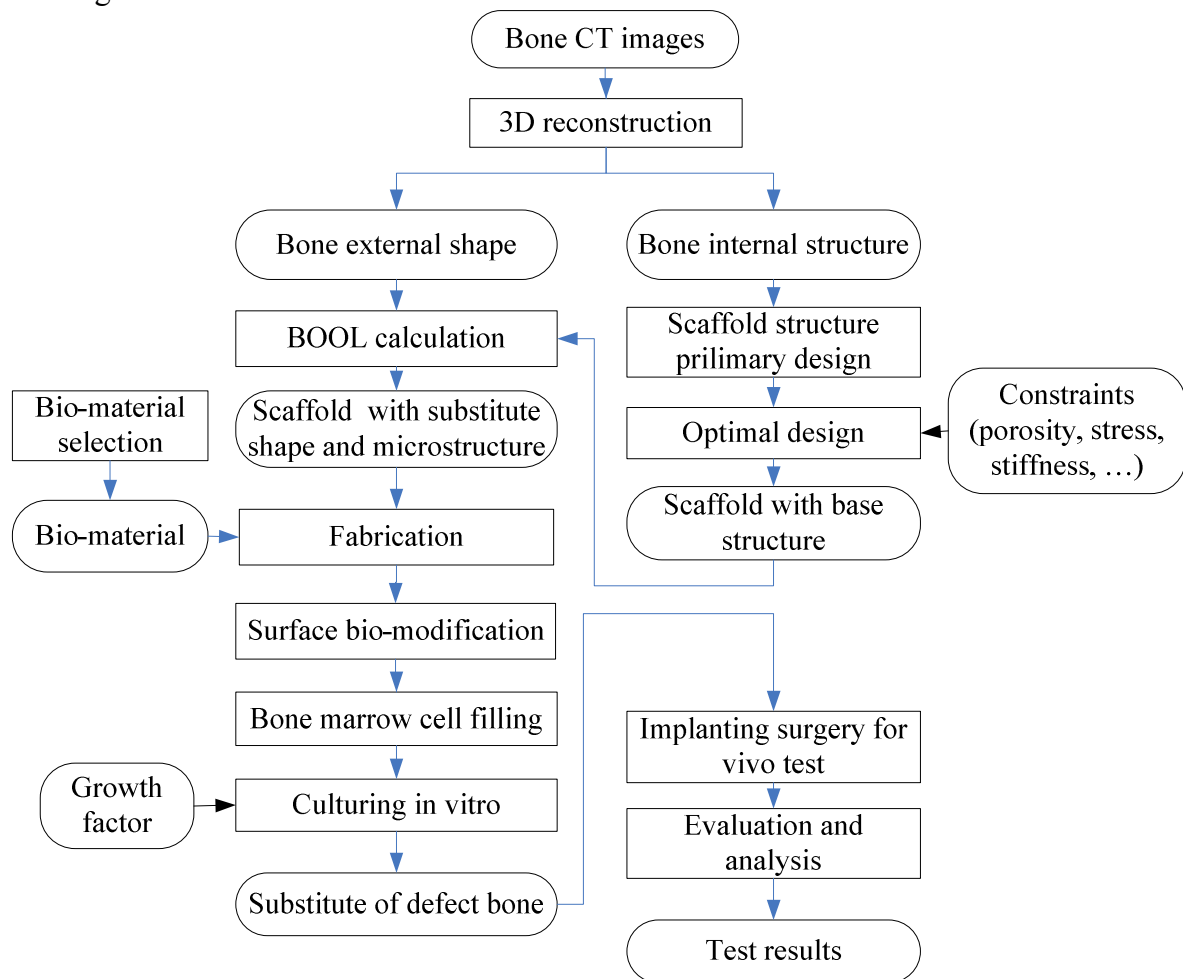 Bone CT images
3D reconstruction
Bone external shape
Bone internal structure
BOOL calculation
Scaffold structure
prilimary design
Bio-material
selection
Scaffold with substitute
shape and microstructure
Optimal design
Constraints
(porosity, stress,
stiffness, …)
Bio-material
Fabrication
Scaffold with base
structure
Surface bio-modification
Bone marrow cell filling
Implanting surgery for
vivo test
Growth
factor
Culturing in vitro
Evaluation and
analysis
Substitute of defect bone
Test results